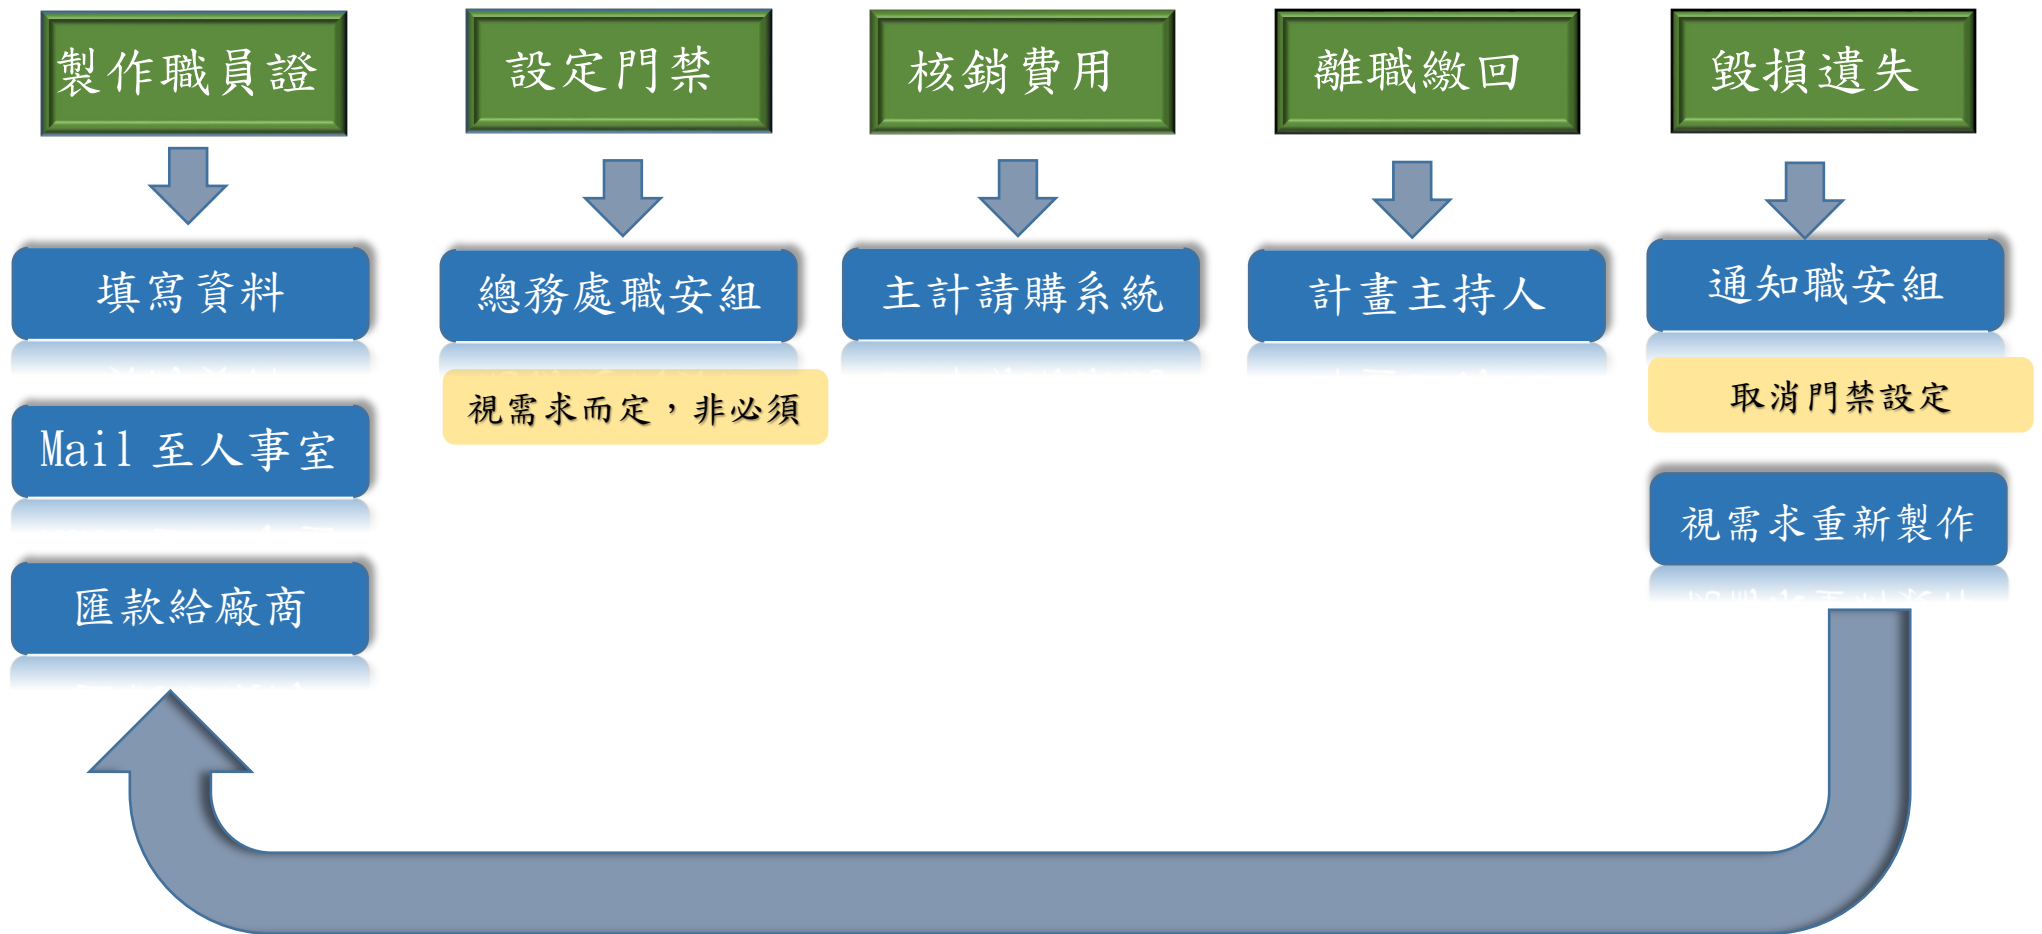 製作職員證
設定門禁
核銷費用
離職繳回
毀損遺失
填寫資料
總務處職安組
主計請購系統
計畫主持人
通知職安組
視需求而定，非必須
取消門禁設定
Mail 至人事室
視需求重新製作
匯款給廠商